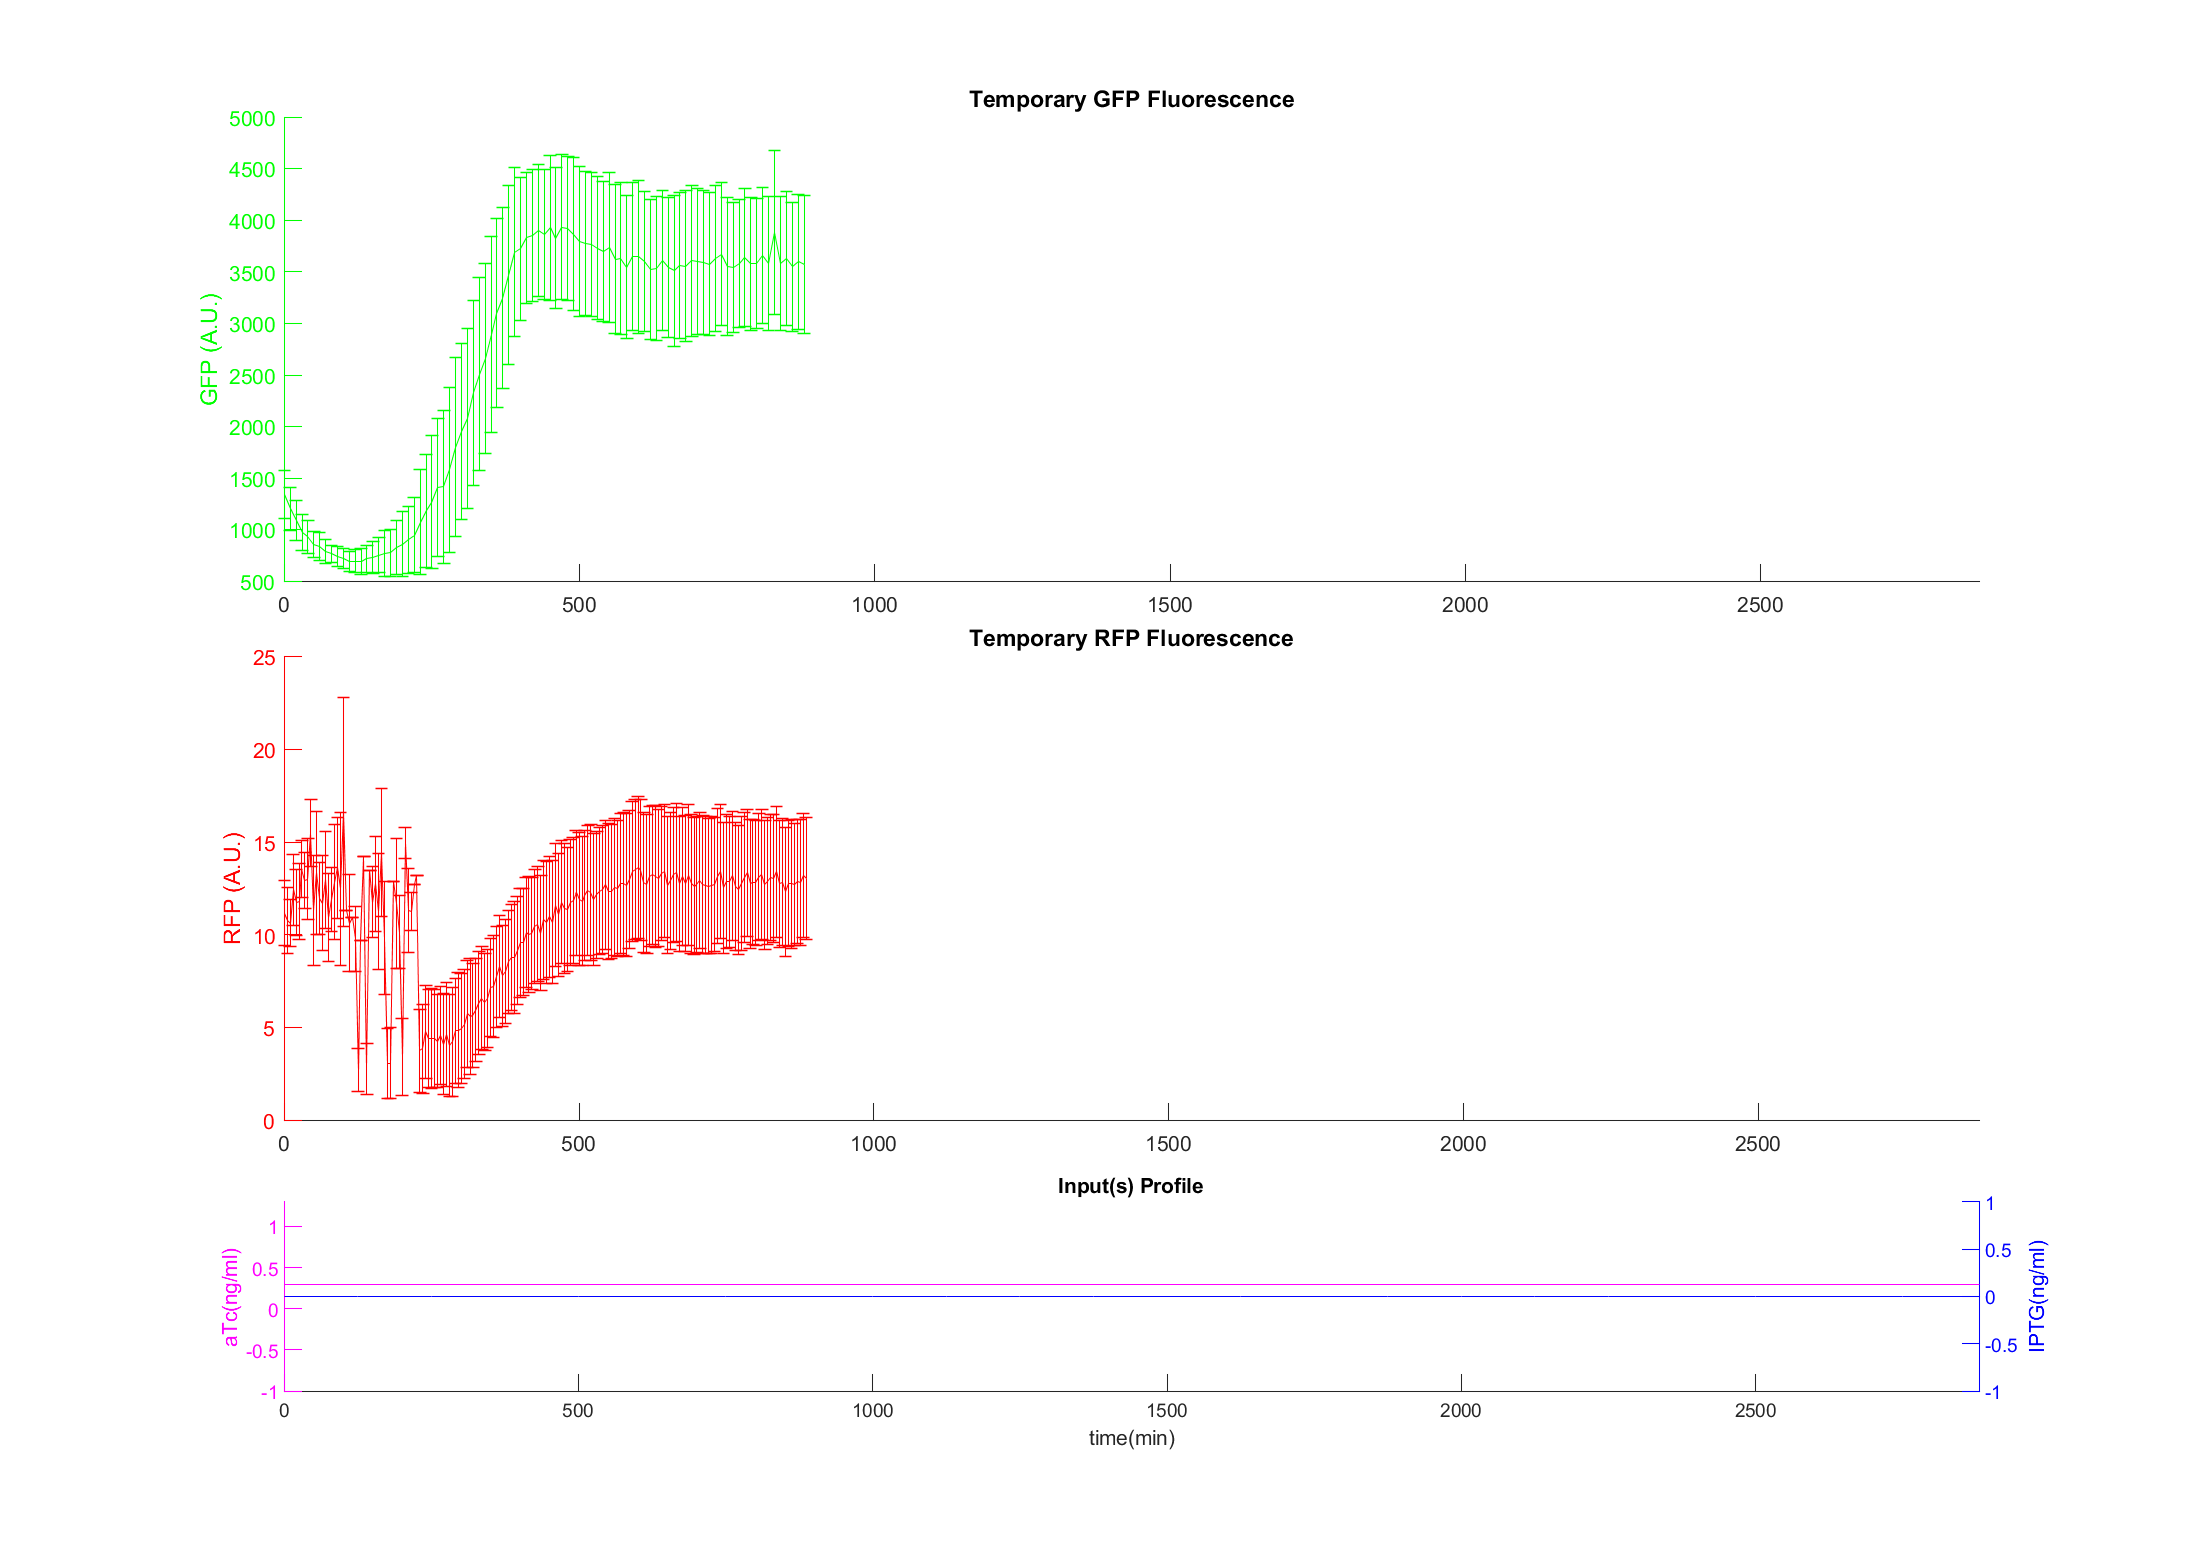 Temporary GFP Fluorescence
5000
4500
4000
3500
3000
2500
2000
1500
1000
500
GFP (A.U.)
0 500 1000 1500 2000 2500
Temporary RFP Fluorescence
25
20
15
10
5
0
RFP (A.U.)
0 500 1000 1500 2000 2500
Input(s) Profile
1
0.5
0
-0.5
-1
aTc(ng/ml)
1
0.5
0
-0.5
-1
IPTG(ng/ml)
0 500 1000 1500 2000 2500
time(min)